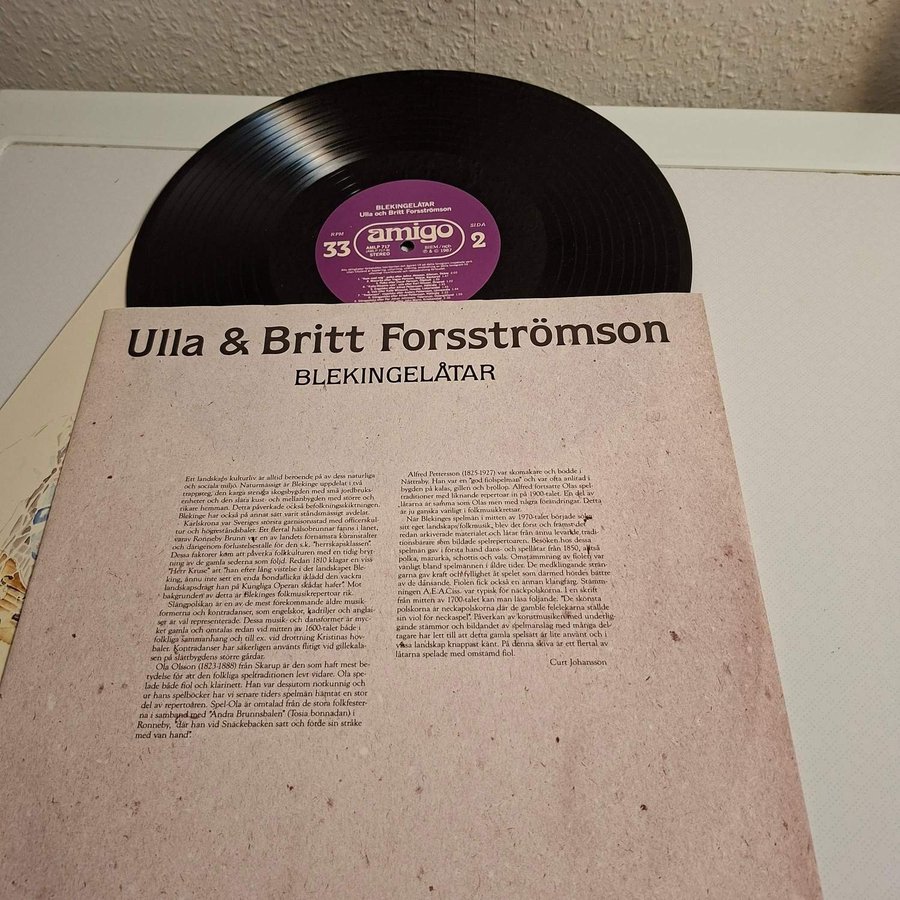 BLEKINGELÅTAR
Ulla och Britt Forsströmson
RPM
33
amigo
SIDA
2
AMLP 717
STEREO
BIEM/ncb
℗ & © 1987
Ulla & Britt Forsströmson
BLEKINGELÅTAR
Ett landskaps kulturliv är alltid beroende på av dess naturliga
och sociala miljö. Naturmässigt är Blekinge uppdelat i två
trappsteg, den karga steniga skogsbygden med små jordbruks-
enheter och den släta kust- och mellanbygden med större och
rikare hemman. Detta påverkade också befolkningsskiktningen.
Blekinge har också på annat sätt varit ståndsmässigt avdelat.
Karlskrona var Sveriges största garnisonsstad med officerskul-
tur och högreståndsbaler. Ett flertal hälsobrunnar fanns i länet,
varav Ronneby Brunn var en av landets förnämsta kuranstalter
och därigenom förlustelseställe för den s.k. "herrskapsklassen".
Dessa faktorer kom att påverka folkkulturen med en tidig bryt-
ning av de gamla sederna som följd. Redan 1810 klagar en viss
"Herr Kruse" att "han efter lång vistelse i der landskapet Ble-
king, ännu inte sett en enda bondaflicka iklädd den vackra
landskapsdrägt han på Kungliga Operan skådat hafer". Mot
bakgrunden av detta är Blekinges folkmusikrepertoar rik.
Slängpolskan är en av de mest förekommande äldre musik-
formerna och kontradanser, som engelskor, kadriljer och anglai-
ser är väl representerade. Dessa musik- och dansformer är myc-
ket gamla och omtalas redan vid mitten av 1600-talet både i
folkliga sammanhang och till ex. vid drottning Kristinas hov-
baler. Kontradanser har säkerligen använts flitigt vid gillekala-
sen på slättbygdens större gårdar.
Ola Olsson (1823-1888) från Skarup är den som haft mest be-
tydelse för att den folkliga speltraditionen levt vidare. Ola spe-
lade både fiol och klarinett. Han var dessutom notkunnig och
ur hans spelböcker har vi senare tiders spelmän hämtat en stor
del av repertoaren. Spel-Ola är omtalad från de stora folkfester-
na i samband med "Andra Brunnsbalen" (Tosia bonnadan) i
Ronneby, "där han vid Snäckebacken satt och förde sin stråke
med van hand".
Alfred Pettersson (1825-1927) var skomakare och bodde i
Nättraby. Han var en "god fiolspelman" och var ofta anlitad i
bygden på kalas, gillen och bröllop. Alfred fortsatte Olas spel-
traditioner med liknande repertoar in på 1900-talet. En del av
låtarna är samma som Olas men med några förändringar. Detta
är ju ganska vanligt i folkmusikkretsar.
När Blekinges spelmän i mitten av 1970-talet började söka
sitt eget landskaps folkmusik, blev det först och främst det
redan arkiverade materialet och låtar från ännu levande tradi-
tionsbärare som bildade spelrepertoaren. Besöken hos dessa
spelmän gav i första hand dans- och spellåtar från 1850, alltså
polka, mazurka, schottis och vals. Omstämning av fiolen var
vanligt bland spelmännen i äldre tider. De medklingande strän-
garna gav kraft och fyllighet åt spelet som därmed hördes bättre
av de dansande. Fiolen fick också en annan klangfärg. Stämm-
ningen A.E.A.Ciss. var typisk för näckpolskorna. I en skrift
från mitten av 1700-talet kan man läsa följande. "De skönsta
polskorna är neckapolskorna där de gamble felelekarna ställde
sin viol för neckaspel". Påverkan av konstmusiken med undertlig-
gande stämmor och bildandet av spelmanslag med många del-
tagare har lett till att detta gamla spelsätt är lite använt och i
vissa landskap knappast känt. På denna skiva är ett flertal av
låtarna spelade med omstämd fiol.
Curt Johansson